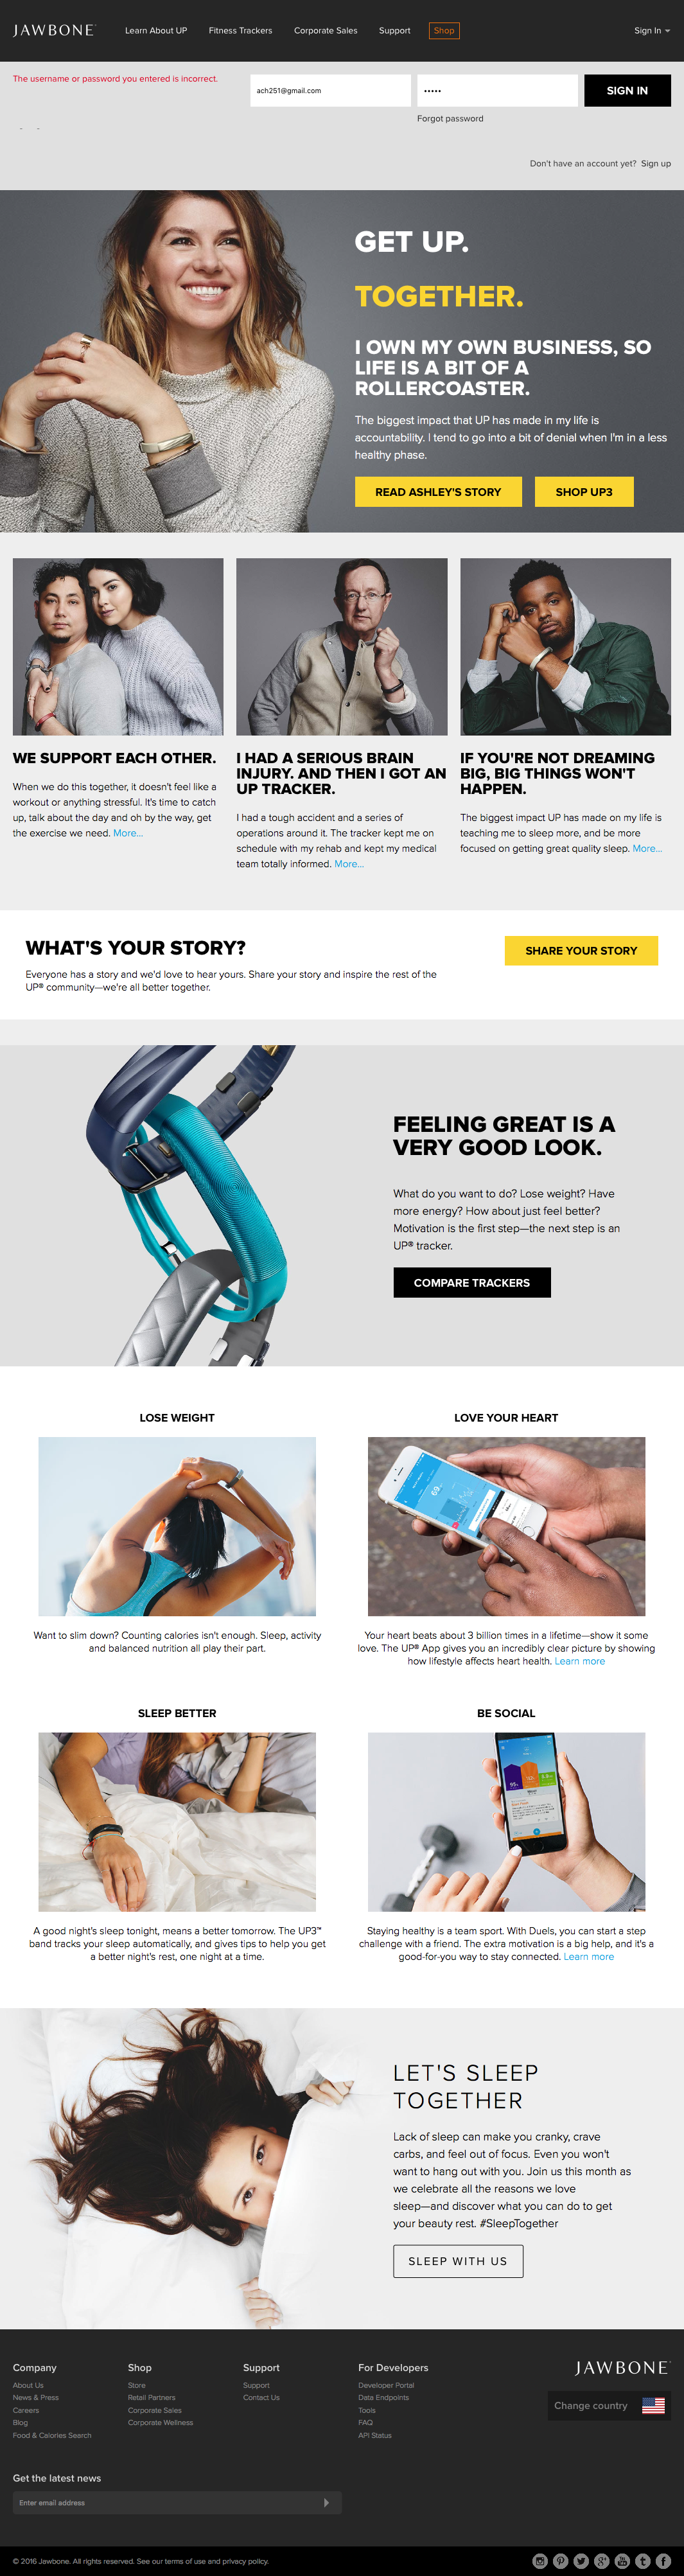 JAWBONE®
Learn About UP
Fitness Trackers
Corporate Sales
Support
Shop
Sign In
The username or password you entered is incorrect.
ach251@gmail.com
•••••
SIGN IN
Forgot password
Don't have an account yet? Sign up
GET UP.
TOGETHER.
I OWN MY OWN BUSINESS, SO
LIFE IS A BIT OF A
ROLLERCOASTER.
The biggest impact that UP has made in my life is
accountability. I tend to go into a bit of denial when I'm in a less
healthy phase.
READ ASHLEY'S STORY
SHOP UP3
WE SUPPORT EACH OTHER.
When we do this together, it doesn't feel like a
workout or anything stressful. It's time to catch
up, talk about the day and oh by the way, get
the exercise we need. More...
I HAD A SERIOUS BRAIN
INJURY. AND THEN I GOT AN
UP TRACKER.
I had a tough accident and a series of
operations around it. The tracker kept me on
schedule with my rehab and kept my medical
team totally informed. More...
IF YOU'RE NOT DREAMING
BIG, BIG THINGS WON'T
HAPPEN.
The biggest impact UP has made on my life is
teaching me to sleep more, and be more
focused on getting great quality sleep. More...
WHAT'S YOUR STORY?
Everyone has a story and we'd love to hear yours. Share your story and inspire the rest of the
UP® community—we're all better together.
SHARE YOUR STORY
FEELING GREAT IS A
VERY GOOD LOOK.
What do you want to do? Lose weight? Have
more energy? How about just feel better?
Motivation is the first step—the next step is an
UP® tracker.
COMPARE TRACKERS
LOSE WEIGHT
Want to slim down? Counting calories isn't enough. Sleep, activity
and balanced nutrition all play their part.
LOVE YOUR HEART
69
Your heart beats about 3 billion times in a lifetime—show it some
love. The UP® App gives you an incredibly clear picture by showing
how lifestyle affects heart health. Learn more
SLEEP BETTER
A good night's sleep tonight, means a better tomorrow. The UP3™
band tracks your sleep automatically, and gives tips to help you get
a better night's rest, one night at a time.
BE SOCIAL
Staying healthy is a team sport. With Duels, you can start a step
challenge with a friend. The extra motivation is a big help, and it's a
good-for-you way to stay connected. Learn more
LET'S SLEEP
TOGETHER
Lack of sleep can make you cranky, crave
carbs, and feel out of focus. Even you won't
want to hang out with you. Join us this month as
we celebrate all the reasons we love
sleep—and discover what you can do to get
your beauty rest. #SleepTogether
SLEEP WITH US
Company
About Us
News & Press
Careers
Blog
Food & Calories Search
Shop
Store
Retail Partners
Corporate Sales
Corporate Wellness
Support
Support
Contact Us
For Developers
Developer Portal
Data Endpoints
Tools
FAQ
API Status
JAWBONE®
Change country
Get the latest news
Enter email address
© 2016 Jawbone. All rights reserved. See our terms of use and privacy policy.